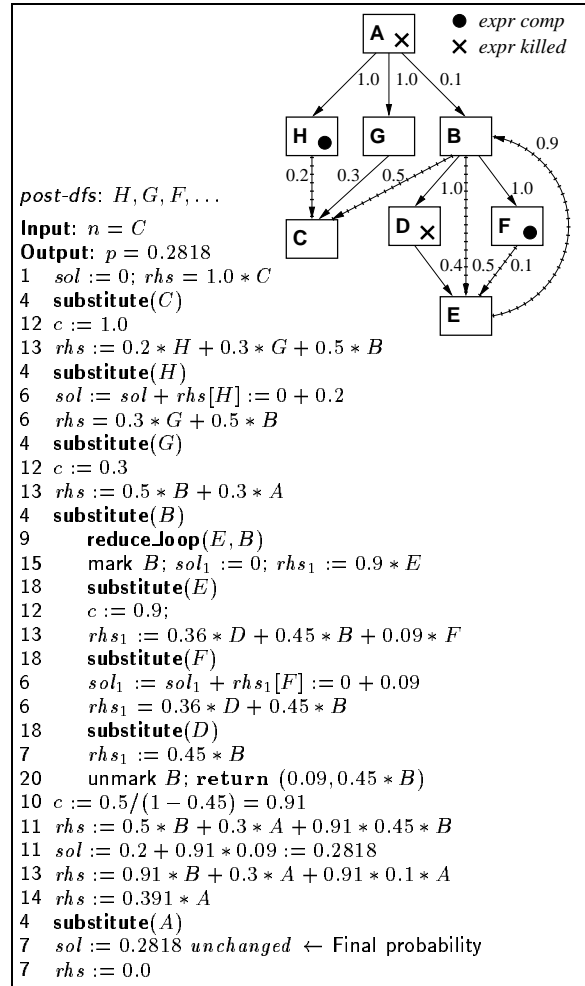 ● expr comp
× expr killed
A ×
1.0 1.0 0.1
H ● G B
0.9
0.2 0.3 0.5 1.0 1.0
C D × F ●
0.4 0.5 0.1
E
post-dfs: H, G, F, . . .
Input: n = C
Output: p = 0.2818
1 sol := 0; rhs = 1.0 * C
4 substitute(C)
12 c := 1.0
13 rhs := 0.2 * H + 0.3 * G + 0.5 * B
4 substitute(H)
6 sol := sol + rhs[H] := 0 + 0.2
6 rhs = 0.3 * G + 0.5 * B
4 substitute(G)
12 c := 0.3
13 rhs := 0.5 * B + 0.3 * A
4 substitute(B)
9 reduce_loop(E, B)
15 mark B; sol₁ := 0; rhs₁ := 0.9 * E
18 substitute(E)
12 c := 0.9;
13 rhs₁ := 0.36 * D + 0.45 * B + 0.09 * F
18 substitute(F)
6 sol₁ := sol₁ + rhs₁[F] := 0 + 0.09
6 rhs₁ = 0.36 * D + 0.45 * B
18 substitute(D)
7 rhs₁ := 0.45 * B
20 unmark B; return (0.09, 0.45 * B)
10 c := 0.5/(1 − 0.45) = 0.91
11 rhs := 0.5 * B + 0.3 * A + 0.91 * 0.45 * B
11 sol := 0.2 + 0.91 * 0.09 := 0.2818
13 rhs := 0.91 * B + 0.3 * A + 0.91 * 0.1 * A
14 rhs := 0.391 * A
4 substitute(A)
7 sol := 0.2818 unchanged ← Final probability
7 rhs := 0.0